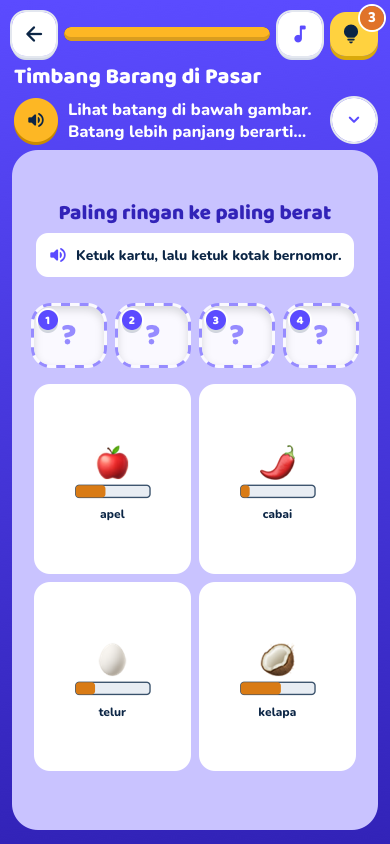 3
Timbang Barang di Pasar
Lihat batang di bawah gambar.
Batang lebih panjang berarti...
Paling ringan ke paling berat
Ketuk kartu, lalu ketuk kotak bernomor.
1 ? 2 ? 3 ? 4 ?
apel cabai
telur kelapa